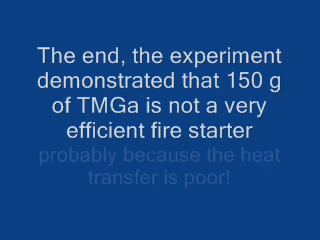 The end, the experiment
demonstrated that 150 g
of TMGa is not a very
efficient fire starter
probably because the heat
transfer is poor!